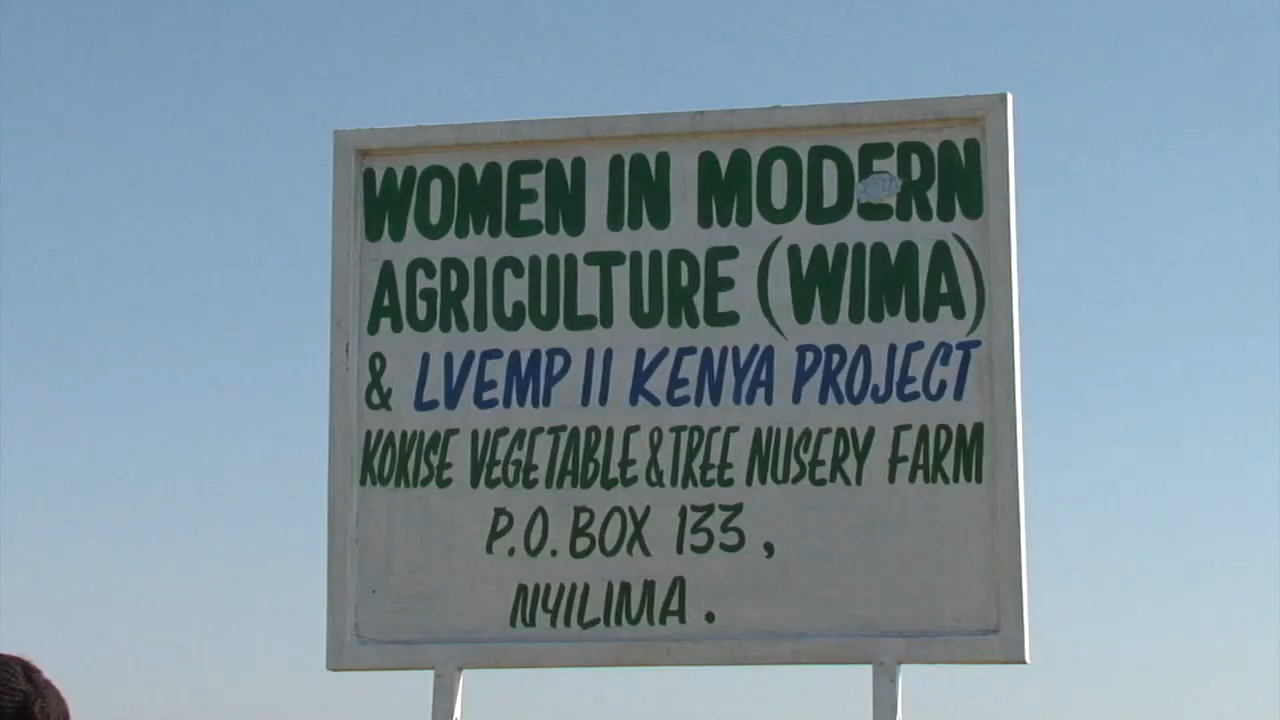 WOMEN IN MODERN
AGRICULTURE (WIMA)
& LVEMP II KENYA PROJECT
KOKISE VEGETABLE & TREE NUSERY FARM
P.O. BOX 133,
NYILIMA.